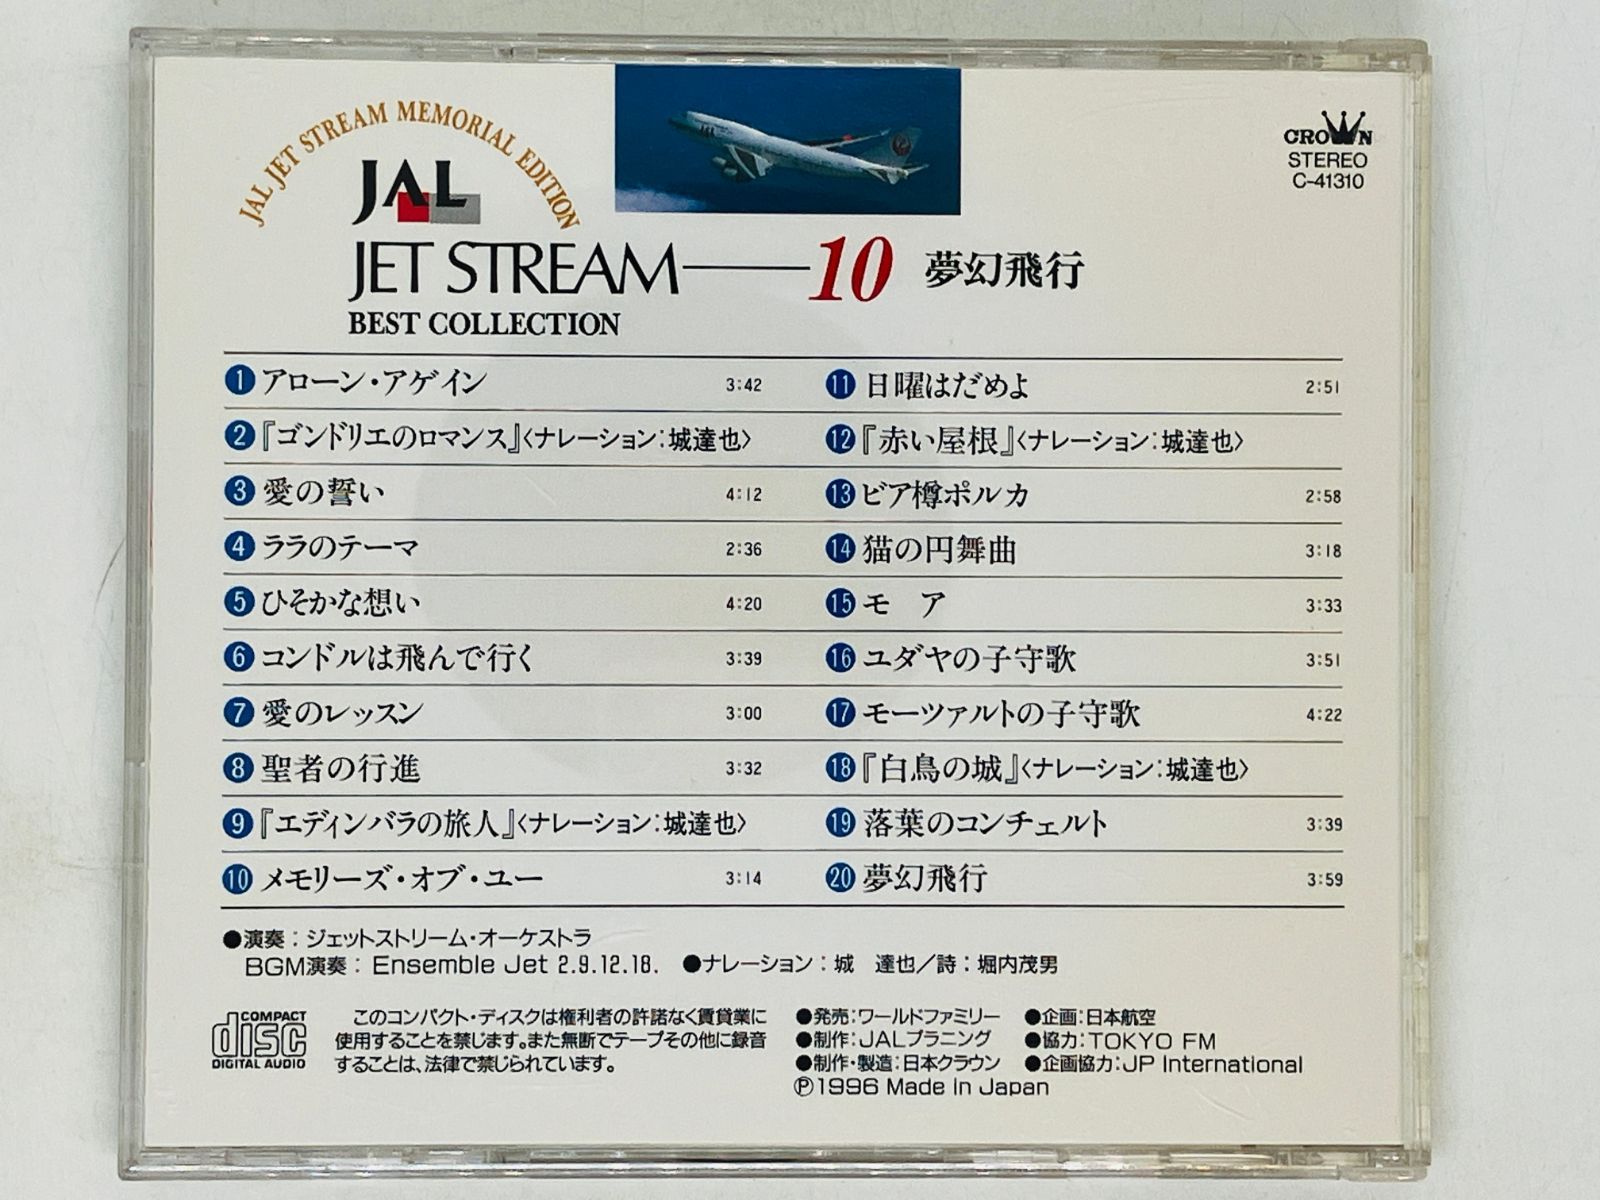 JAL JET STREAM MEMORIAL EDITION
JAL
JET STREAM──10 夢幻飛行
BEST COLLECTION
CROWN
STEREO
C-41310
1 アローン・アゲイン 3:42
2 『ゴンドリエのロマンス』〈ナレーション:城達也〉
3 愛の誓い 4:12
4 ララのテーマ 2:36
5 ひそかな想い 4:20
6 コンドルは飛んで行く 3:39
7 愛のレッスン 3:00
8 聖者の行進 3:32
9 『エディンバラの旅人』〈ナレーション:城達也〉
10 メモリーズ・オブ・ユー 3:14
11 日曜はだめよ 2:51
12 『赤い屋根』〈ナレーション:城達也〉
13 ビア樽ポルカ 2:58
14 猫の円舞曲 3:18
15 モ　ア 3:33
16 ユダヤの子守歌 3:51
17 モーツァルトの子守歌 4:22
18 『白鳥の城』〈ナレーション:城達也〉
19 落葉のコンチェルト 3:39
20 夢幻飛行 3:59
●演奏：ジェットストリーム・オーケストラ
BGM演奏：Ensemble Jet 2.9.12.18. ●ナレーション：城　達也／詩：堀内茂男
COMPACT
disc
DIGITAL AUDIO
このコンパクト・ディスクは権利者の許諾なく賃貸業に
使用することを禁じます。また無断でテープその他に録音
することは、法律で禁じられています。
●発売：ワールドファミリー ●企画：日本航空
●制作：JALプラニング ●協力：TOKYO FM
●制作・製造：日本クラウン ●企画協力：JP International
Ⓟ1996 Made in Japan